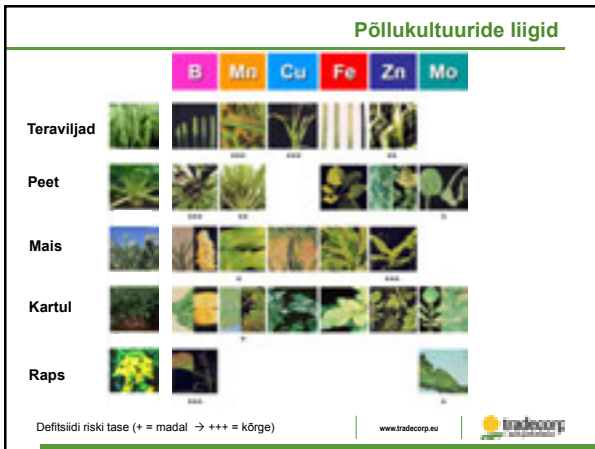 Põllukultuuride liigid
B Mn Cu Fe Zn Mo
Teraviljad
+++ +++ ++
Peet
+++ ++ +
Mais
+ +++
Kartul
+
Raps
+++ +
Defitsiidi riski tase (+ = madal → +++ = kõrge)
www.tradecorp.eu
tradecorp